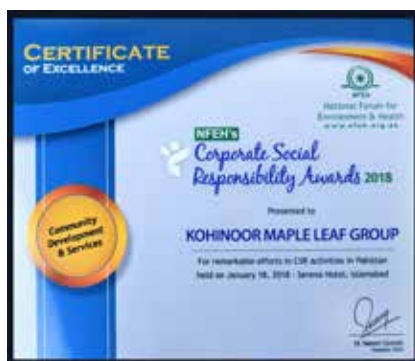 CERTIFICATE
OF EXCELLENCE
NFEH
National Forum for
Environment & Health
NFEH's
Corporate Social
Responsibility Awards 2018
Presented to
KOHINOOR MAPLE LEAF GROUP
For remarkable efforts in CSR activities in Pakistan
held on January 18, 2018 - Serena Hotel, Islamabad
Community
Development
& Services